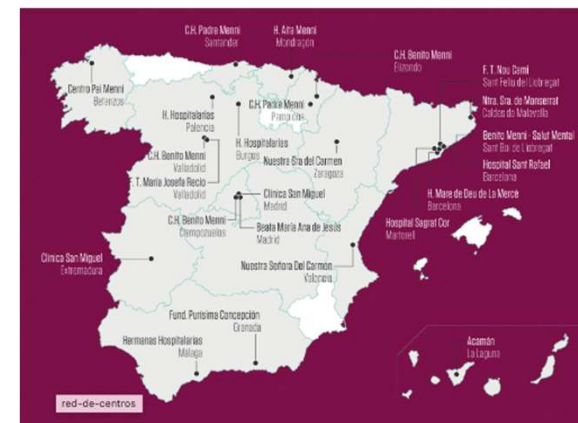 C.H. Padre Menni
Santander
H. Aita Menni
Mondragón
C.H. Benito Menni
Elizondo
F. T. Nou Camí
Sant Feliu del Llobregat
Centro Pai Menni
Betanzos
Ntra. Sra. de Monserrat
Caldes de Malavella
H. Hospitalarias
Palencia
C.H. Padre Menni
Pamplona
H. Hospitalarias
Burgos
Benito Menni - Salut Mental
Sant Boi de Llobregat
C.H. Benito Menni
Valladolid
Nuestra Sra del Carmen
Zaragoza
Hospital Sant Rafael
Barcelona
F. T. María Josefa Recio
Valladolid
Clínica San Miguel
Madrid
H. Mare de Deu de La Mercè
Barcelona
C.H. Benito Menni
Ciempozuelos
Beata María Ana de Jesús
Madrid
Hospital Sagrat Cor
Martorell
Clínica San Miguel
Extremadura
Nuestra Señora Del Carmen
Valencia
Fund. Purísima Concepción
Granada
Hermanas Hospitalarias
Málaga
Acamán
La Laguna
red-de-centros